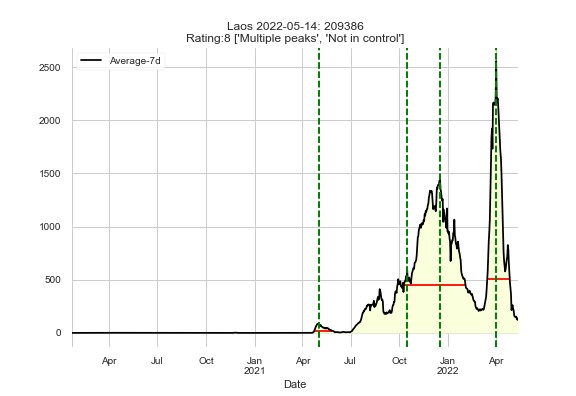 Laos 2022-05-14: 209386
Rating:8 ['Multiple peaks', 'Not in control']
Average-7d
2500
2000
1500
1000
500
0
Apr Jul Oct Jan Apr Jul Oct Jan Apr
2021 2022
Date